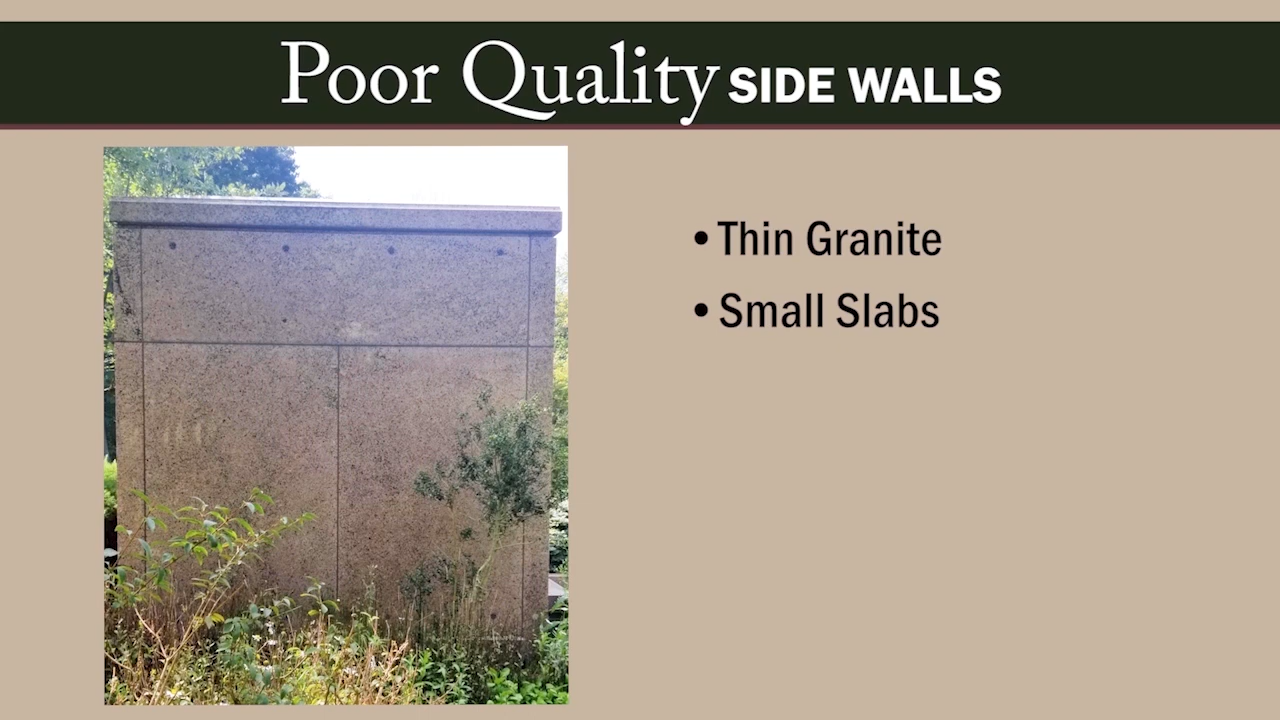 Poor Quality SIDE WALLS
• Thin Granite
• Small Slabs